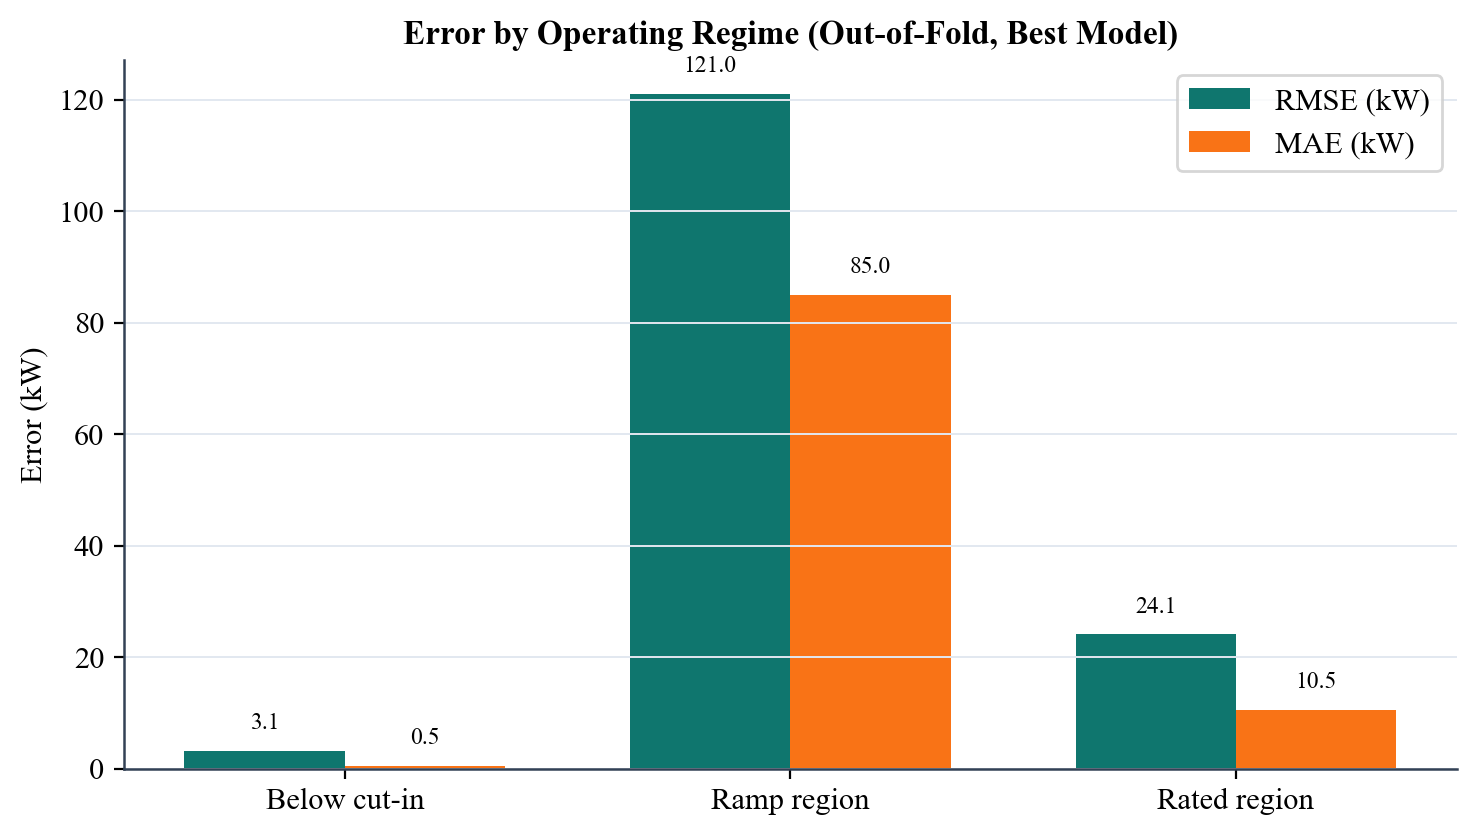 Error by Operating Regime (Out-of-Fold, Best Model)
RMSE (kW)
MAE (kW)
Error (kW)
120
100
80
60
40
20
0
3.1
0.5
121.0
85.0
24.1
10.5
Below cut-in
Ramp region
Rated region